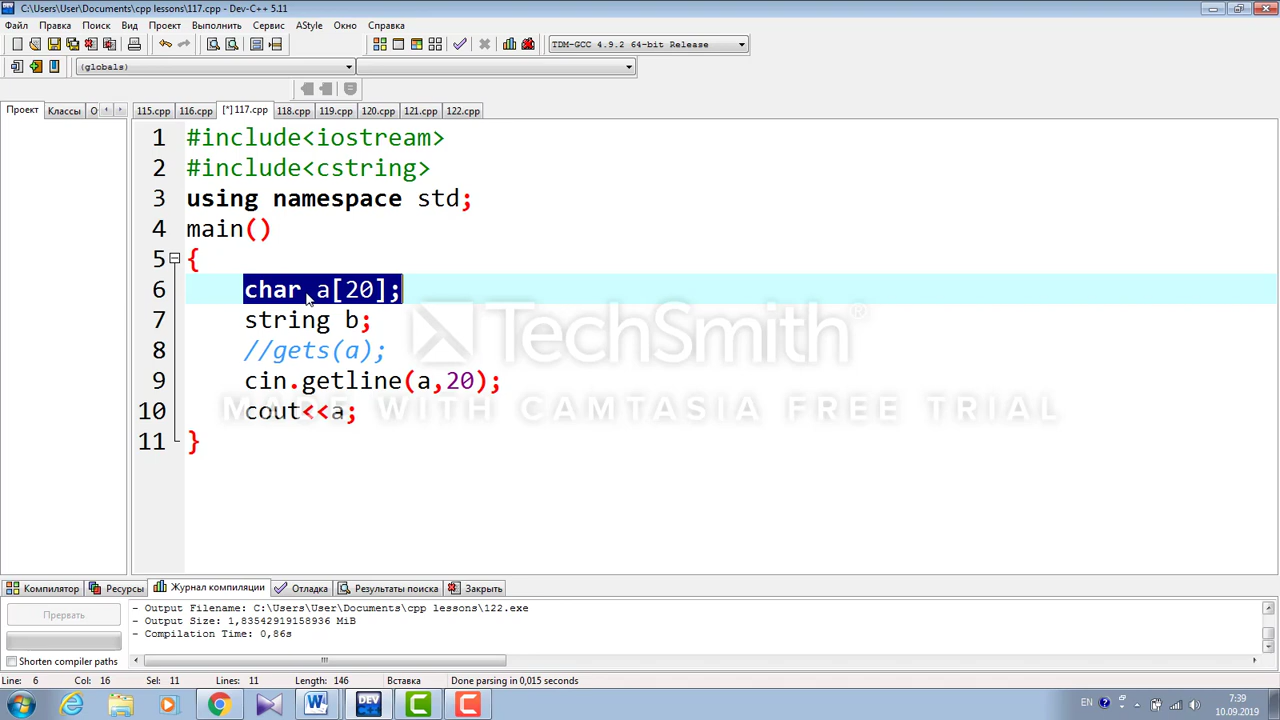 C:\Users\User\Documents\cpp lessons\117.cpp - Dev-C++ 5.11
Файл Правка Поиск Вид Проект Выполнить Сервис AStyle Окно Справка
TDM-GCC 4.9.2 64-bit Release
(globals)
Проект Классы О 115.cpp 116.cpp [*] 117.cpp 118.cpp 119.cpp 120.cpp 121.cpp 122.cpp
1 #include<iostream>
2 #include<cstring>
3 using namespace std;
4 main()
5 {
6 char a[20];
7 string b;
8 //gets(a);
9 cin.getline(a,20);
10 cout<<a;
11 }
TechSmith
MADE WITH CAMTASIA FREE TRIAL
Компилятор Ресурсы Журнал компиляции Отладка Результаты поиска Закрыть
Прервать
Shorten compiler paths
- Output Filename: C:\Users\User\Documents\cpp lessons\122.exe
- Output Size: 1,83542919158936 MiB
- Compilation Time: 0,86s
Line: 6 Col: 16 Sel: 11 Lines: 11 Length: 146 Вставка Done parsing in 0,015 seconds
DEV
EN 7:39
10.09.2019